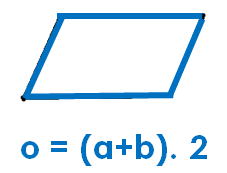 o = (a+b). 2